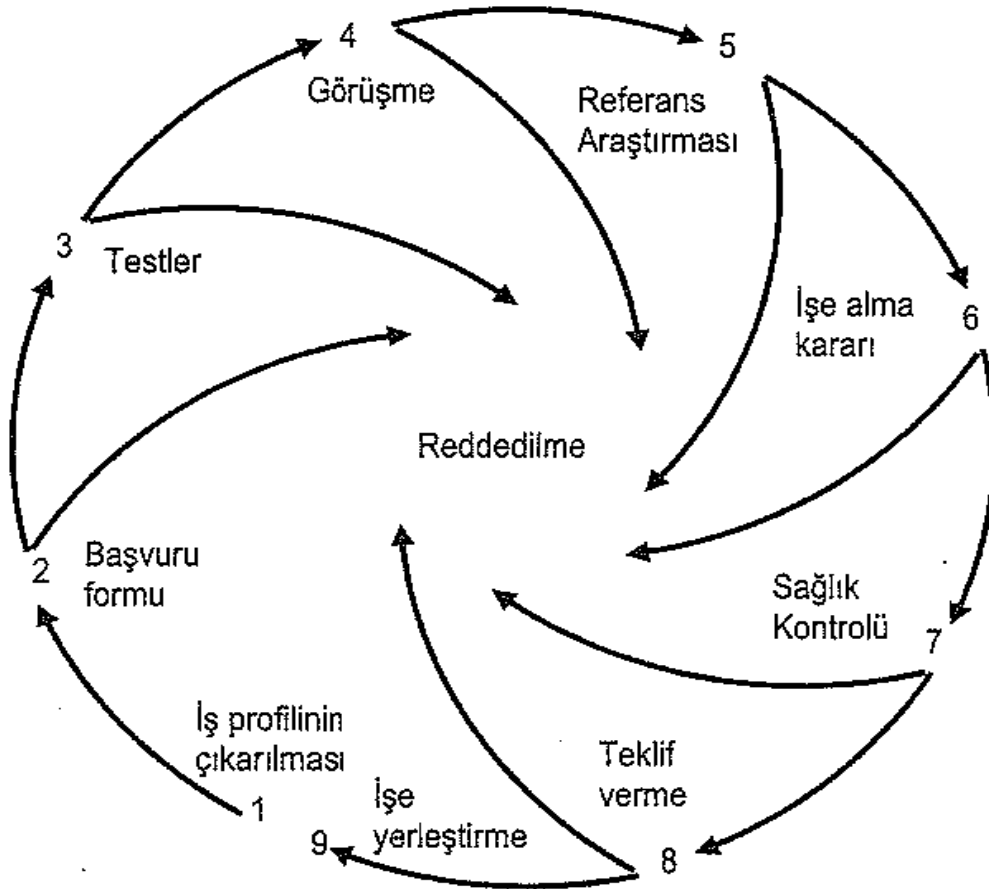 4
Görüşme
5
Referans
Araştırması
3
Testler
İşe alma
kararı
6
Reddedilme
2
Başvuru
formu
Sağlık
Kontrolü
7
İş profilinin
çıkarılması
1
Teklif
verme
8
İşe
yerleştirme
9